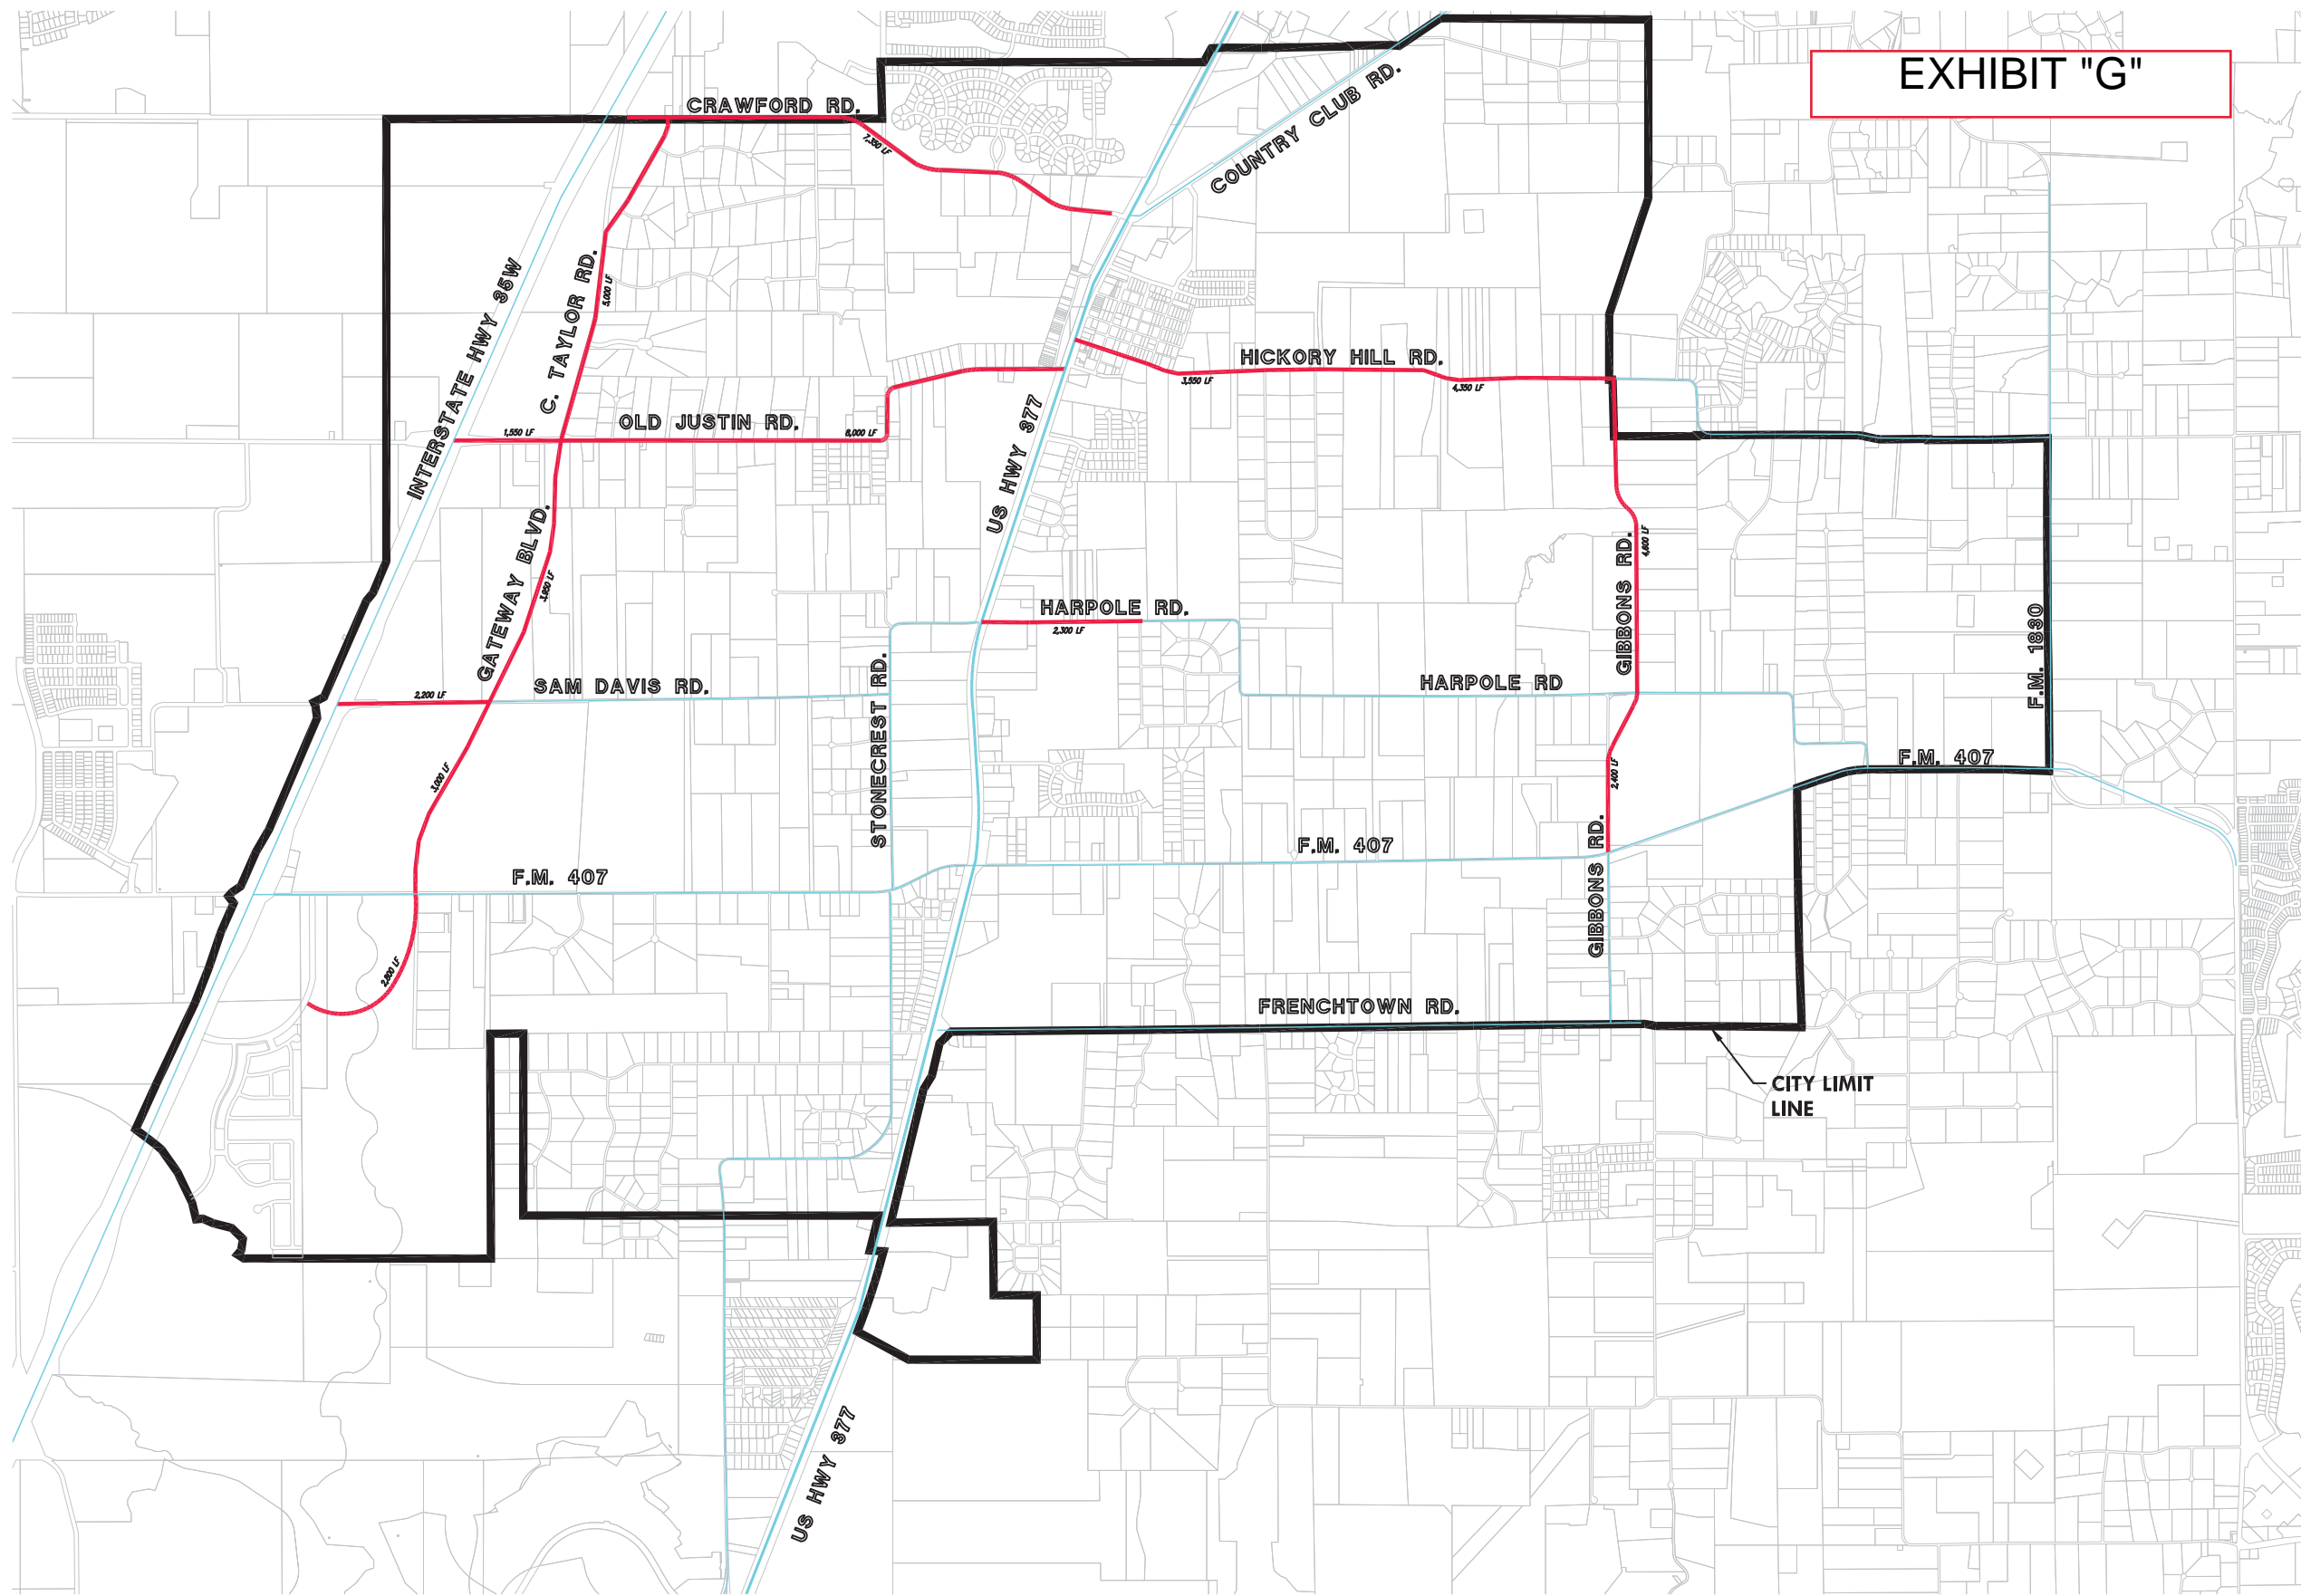 EXHIBIT "G"
CRAWFORD RD.
7,350 LF
COUNTRY CLUB RD.
INTERSTATE HWY 35W
C. TAYLOR RD.
5,000 LF
HICKORY HILL RD.
3,550 LF
4,350 LF
OLD JUSTIN RD.
1,550 LF
6,000 LF
US HWY 377
GATEWAY BLVD.
3,950 LF
GIBBONS RD.
4,600 LF
HARPOLE RD.
2,300 LF
F.M. 1830
SAM DAVIS RD.
2,200 LF
STONECREST RD.
HARPOLE RD
3,000 LF
2,400 LF
F.M. 407
F.M. 407
F.M. 407
GIBBONS RD.
2,800 LF
FRENCHTOWN RD.
CITY LIMIT
LINE
US HWY 377